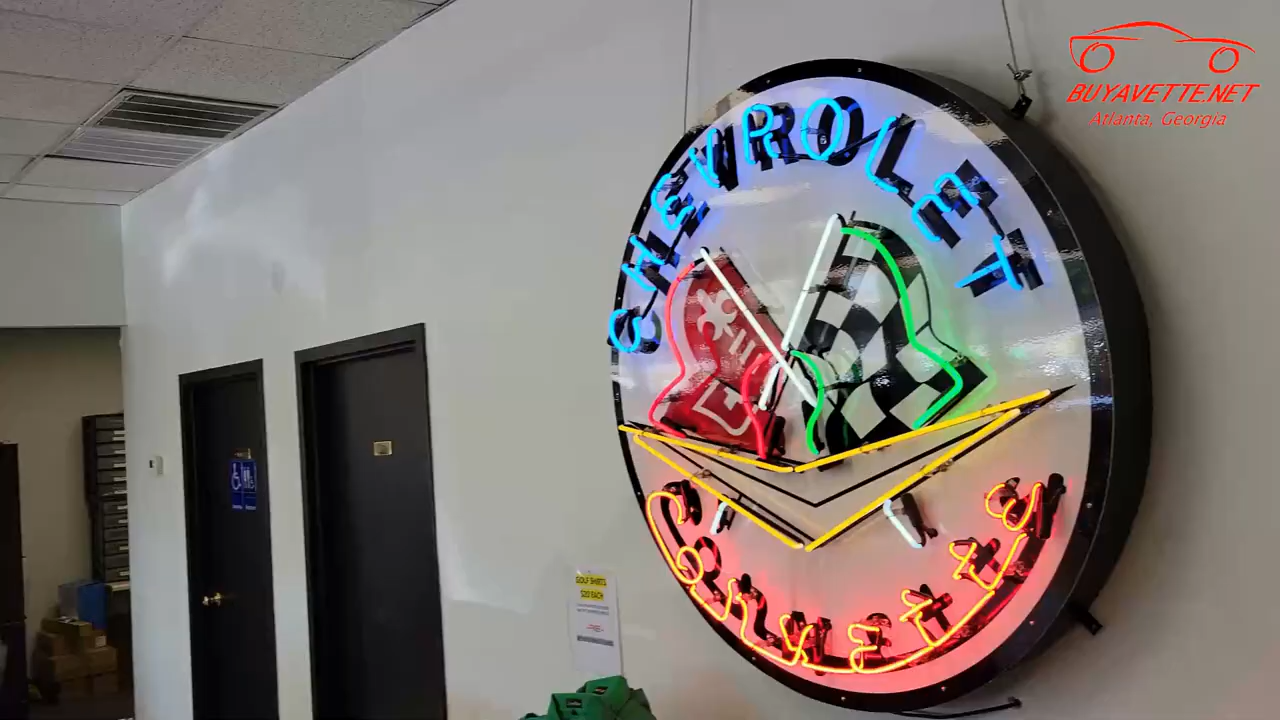 BUYAVETTE.NET
Atlanta, Georgia
CHEVROLET
Corvette
GOLF SHIRTS
$20 EACH